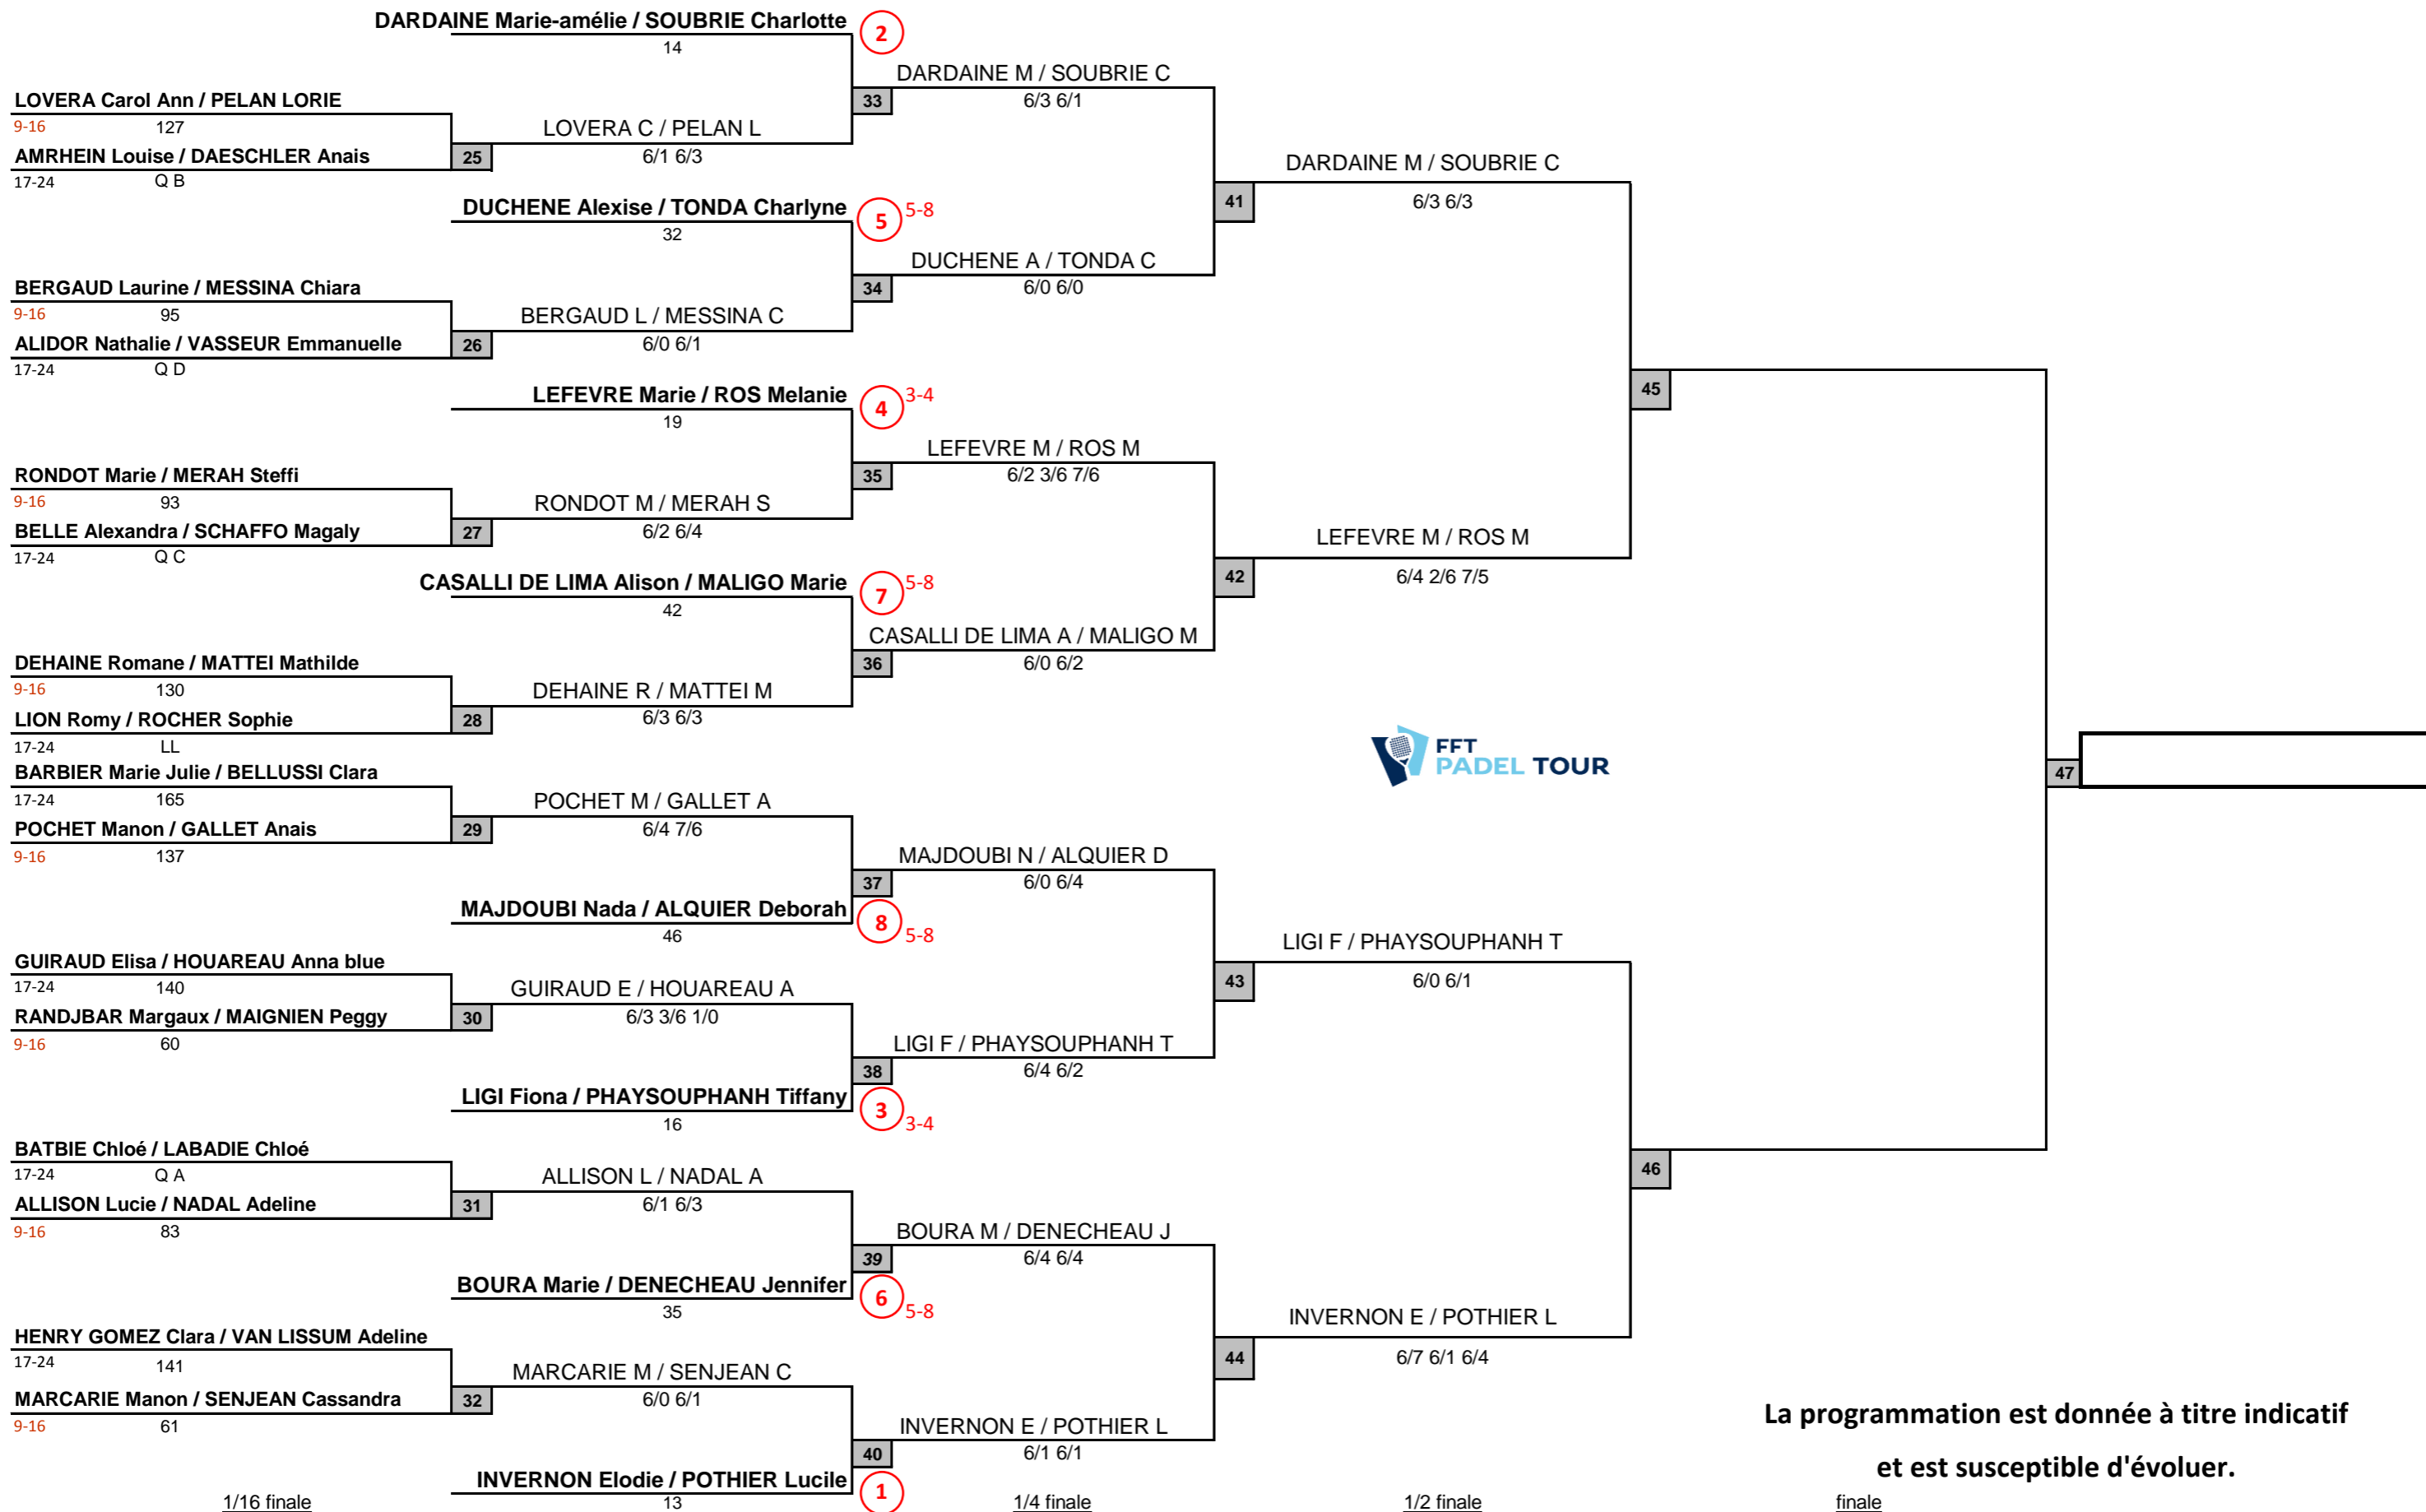 DARDAINE Marie-amélie / SOUBRIE Charlotte
2
14
DARDAINE M / SOUBRIE C
LOVERA Carol Ann / PELAN LORIE
33
6/3 6/1
9-16 127
LOVERA C / PELAN L
AMRHEIN Louise / DAESCHLER Anais
25
6/1 6/3
DARDAINE M / SOUBRIE C
17-24 Q B
41
6/3 6/3
DUCHENE Alexise / TONDA Charlyne
5
5-8
32
DUCHENE A / TONDA C
BERGAUD Laurine / MESSINA Chiara
34
6/0 6/0
9-16 95
BERGAUD L / MESSINA C
ALIDOR Nathalie / VASSEUR Emmanuelle
26
6/0 6/1
17-24 Q D
LEFEVRE Marie / ROS Melanie
4
3-4
45
19
LEFEVRE M / ROS M
RONDOT Marie / MERAH Steffi
35
6/2 3/6 7/6
9-16 93
RONDOT M / MERAH S
BELLE Alexandra / SCHAFFO Magaly
27
6/2 6/4
LEFEVRE M / ROS M
17-24 Q C
42
6/4 2/6 7/5
CASALLI DE LIMA Alison / MALIGO Marie
7
5-8
42
CASALLI DE LIMA A / MALIGO M
DEHAINE Romane / MATTEI Mathilde
36
6/0 6/2
9-16 130
DEHAINE R / MATTEI M
LION Romy / ROCHER Sophie
28
6/3 6/3
17-24 LL
FFT
PADEL TOUR
47
BARBIER Marie Julie / BELLUSSI Clara
17-24 165
POCHET M / GALLET A
POCHET Manon / GALLET Anais
29
6/4 7/6
9-16 137
MAJDOUBI N / ALQUIER D
37
6/0 6/4
MAJDOUBI Nada / ALQUIER Deborah
8
5-8
46
LIGI F / PHAYSOUPHANH T
GUIRAUD Elisa / HOUAREAU Anna blue
43
6/0 6/1
17-24 140
GUIRAUD E / HOUAREAU A
RANDJBAR Margaux / MAIGNIEN Peggy
30
6/3 3/6 1/0
9-16 60
LIGI F / PHAYSOUPHANH T
38
6/4 6/2
LIGI Fiona / PHAYSOUPHANH Tiffany
3
3-4
16
BATBIE Chloé / LABADIE Chloé
46
17-24 Q A
ALLISON L / NADAL A
ALLISON Lucie / NADAL Adeline
31
6/1 6/3
9-16 83
BOURA M / DENECHEAU J
39
6/4 6/4
BOURA Marie / DENECHEAU Jennifer
6
5-8
35
INVERNON E / POTHIER L
HENRY GOMEZ Clara / VAN LISSUM Adeline
44
6/7 6/1 6/4
17-24 141
MARCARIE M / SENJEAN C
MARCARIE Manon / SENJEAN Cassandra
32
6/0 6/1
9-16 61
INVERNON E / POTHIER L
40
6/1 6/1
INVERNON Elodie / POTHIER Lucile
1
13
La programmation est donnée à titre indicatif
et est susceptible d'évoluer.
1/16 finale
1/4 finale
1/2 finale
finale